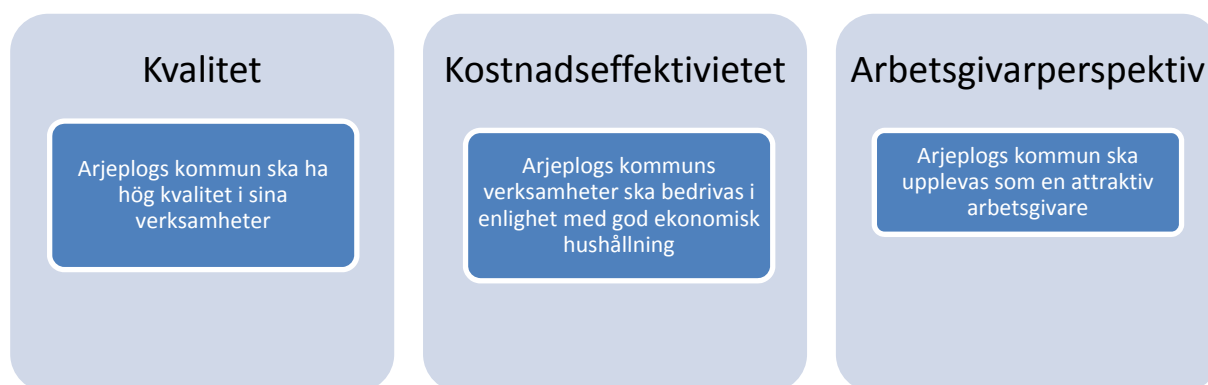 Kvalitet
Arjeplogs kommun ska ha
hög kvalitet i sina
verksamheter
Kostnadseffektivietet
Arjeplogs kommuns
verksamheter ska bedrivas i
enlighet med god ekonomisk
hushållning
Arbetsgivarperspektiv
Arjeplogs kommun ska
upplevas som en attraktiv
arbetsgivare